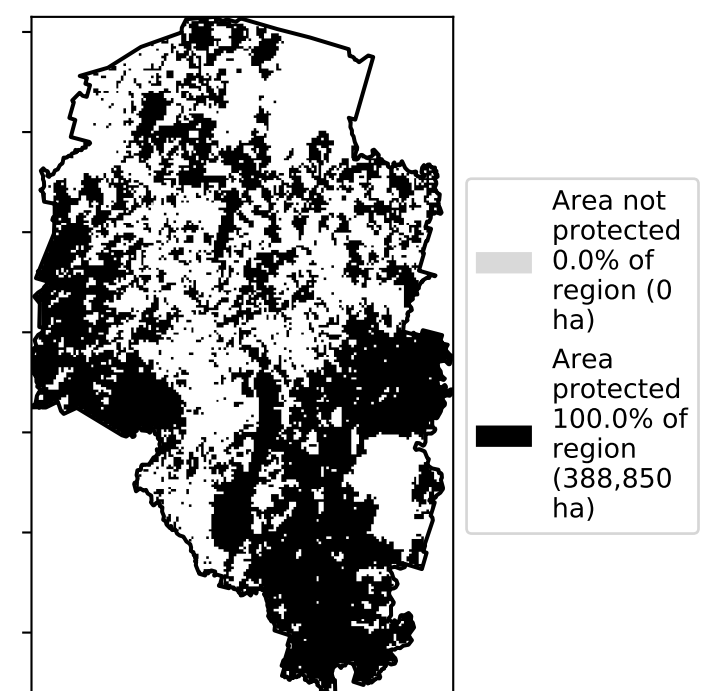 Area not
protected
0.0% of
region (0
ha)
Area
protected
100.0% of
region
(388,850
ha)